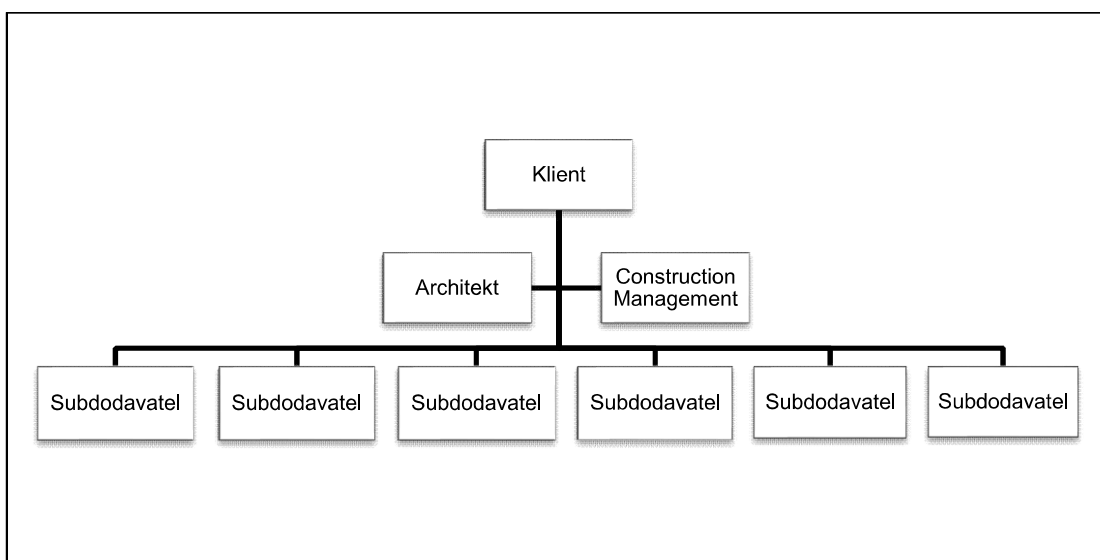 Klient
Architekt
Construction
Management
Subdodavatel
Subdodavatel
Subdodavatel
Subdodavatel
Subdodavatel
Subdodavatel